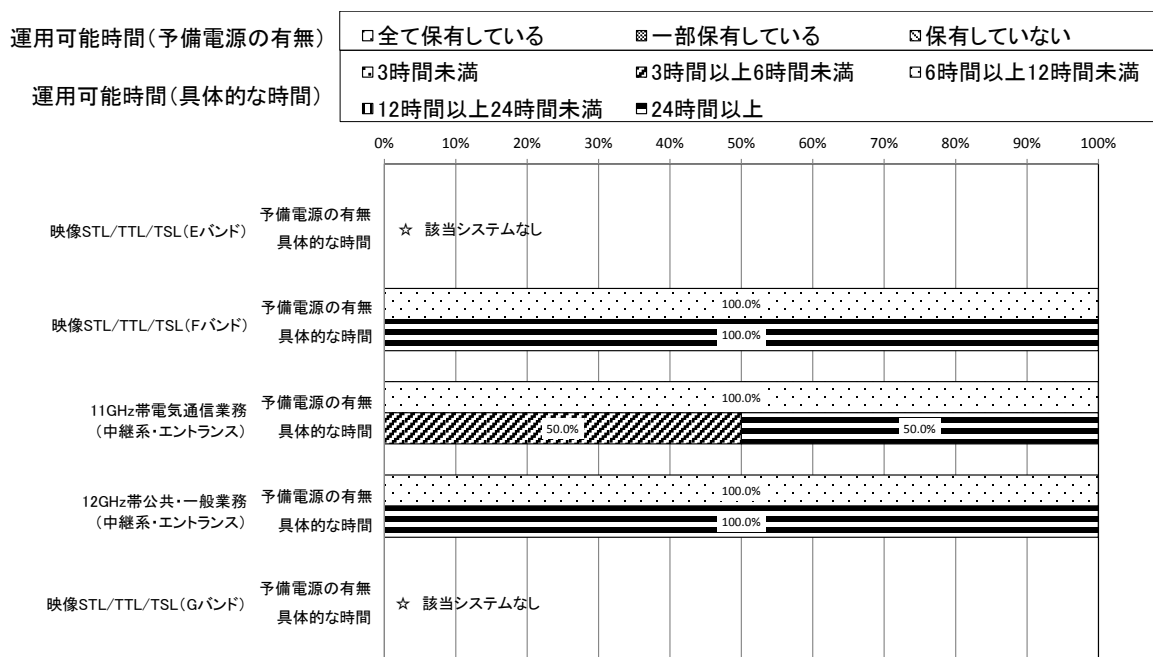 運用可能時間(予備電源の有無)
全て保有している 一部保有している 保有していない
運用可能時間(具体的な時間)
3時間未満 3時間以上6時間未満 6時間以上12時間未満
12時間以上24時間未満 24時間以上
0% 10% 20% 30% 40% 50% 60% 70% 80% 90% 100%
映像STL/TTL/TSL(Eバンド)
予備電源の有無
具体的な時間
☆ 該当システムなし
映像STL/TTL/TSL(Fバンド)
予備電源の有無
100.0%
具体的な時間
100.0%
11GHz帯電気通信業務
(中継系・エントランス)
予備電源の有無
100.0%
具体的な時間
50.0% 50.0%
12GHz帯公共・一般業務
(中継系・エントランス)
予備電源の有無
100.0%
具体的な時間
100.0%
映像STL/TTL/TSL(Gバンド)
予備電源の有無
具体的な時間
☆ 該当システムなし